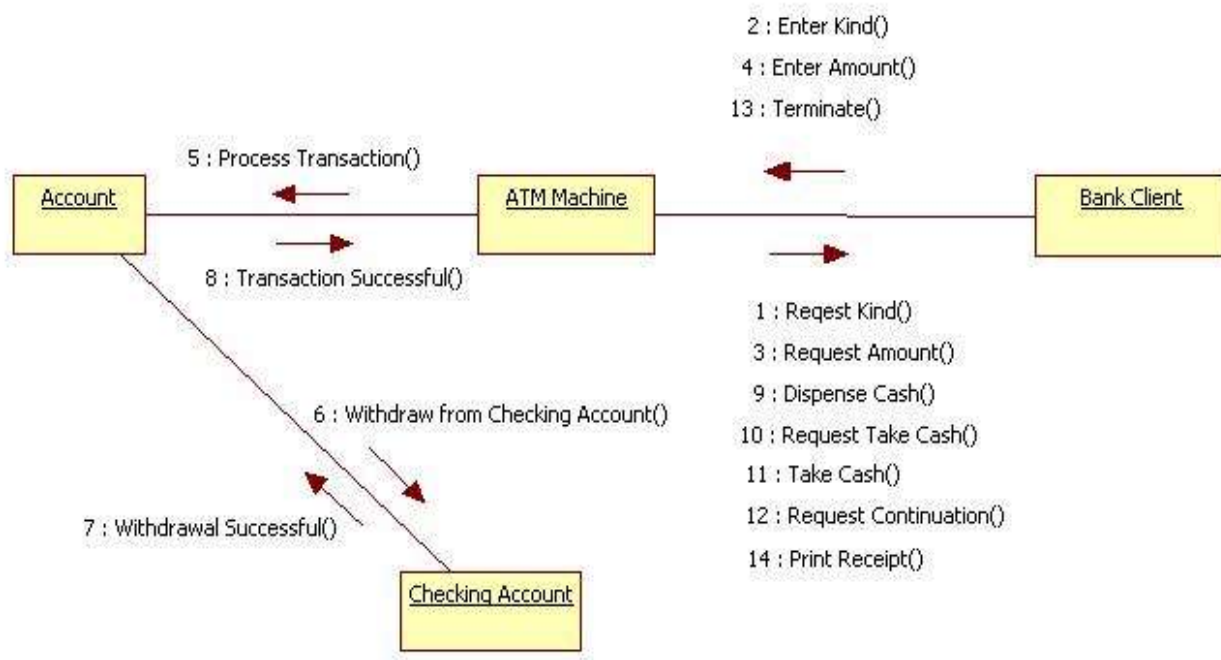 2 : Enter Kind()
4 : Enter Amount()
13 : Terminate()
5 : Process Transaction()
Account
ATM Machine
Bank Client
8 : Transaction Successful()
1 : Reqest Kind()
3 : Request Amount()
9 : Dispense Cash()
6 : Withdraw from Checking Account()
10 : Request Take Cash()
11 : Take Cash()
12 : Request Continuation()
7 : Withdrawal Successful()
14 : Print Receipt()
Checking Account